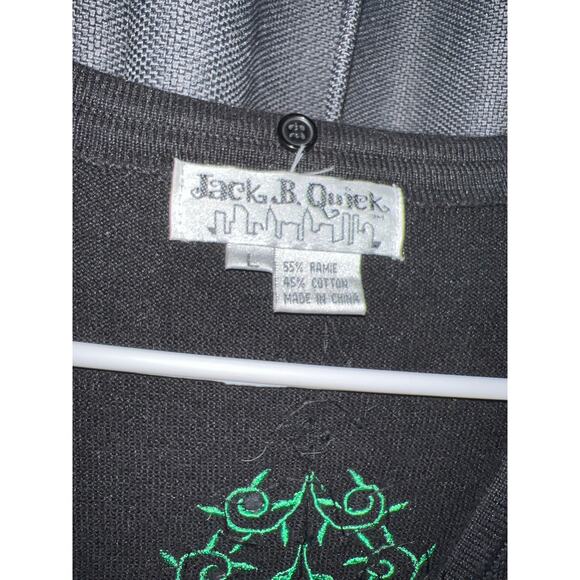 Jack B. Quick
L
55% RAMIE
45% COTTON
MADE IN CHINA